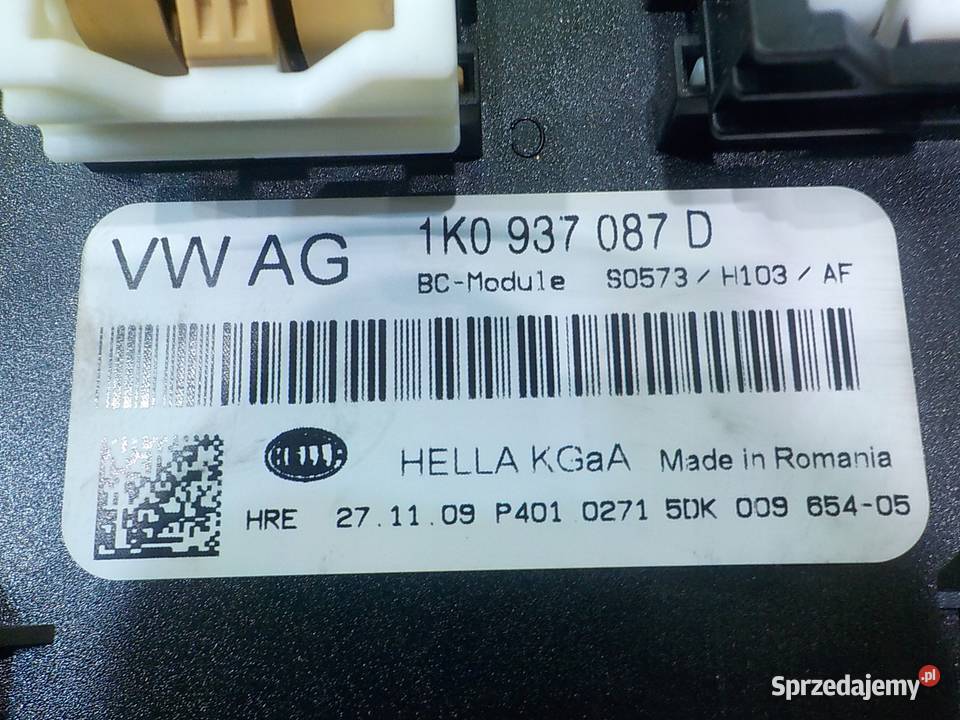 VW AG
1K0 937 087 D
BC-Module S0573 / H103 / AF
HELLA HELLA KGaA Made in Romania
HRE 27.11.09 P401 0271 5DK 009 654-05
Sprzedajemy.pl